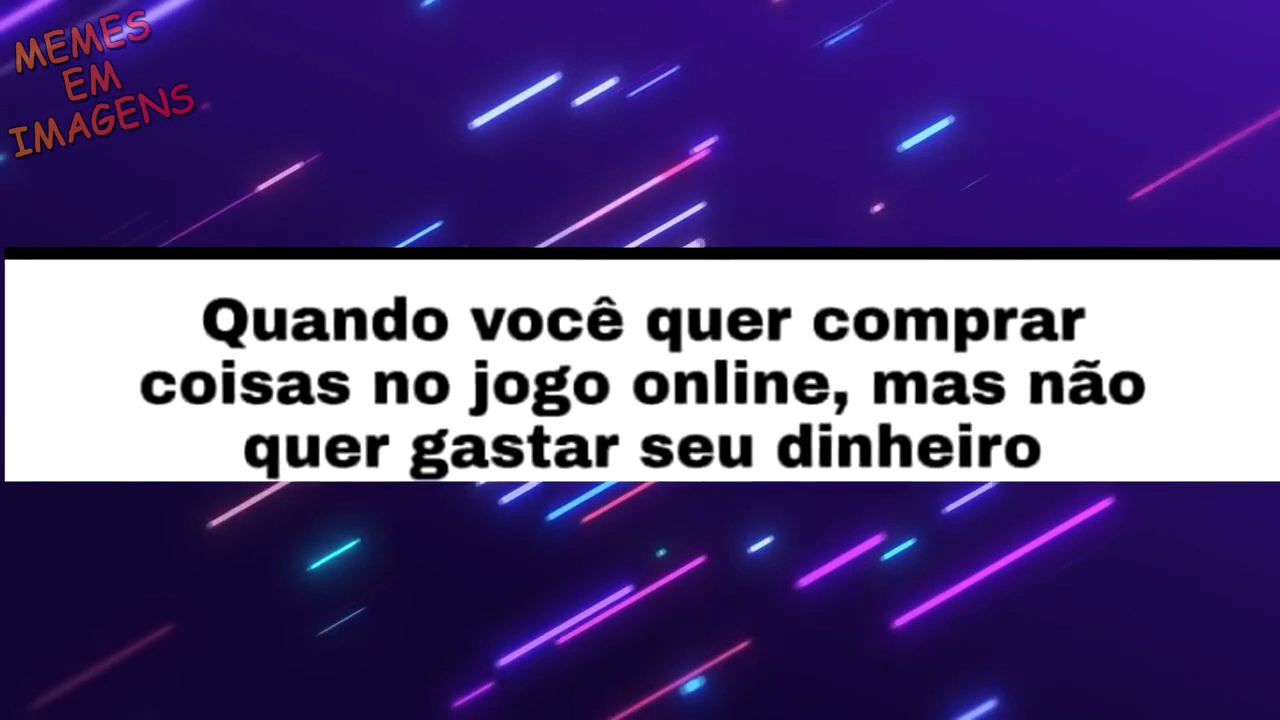 MEMES
EM
IMAGENS
Quando você quer comprar
coisas no jogo online, mas não
quer gastar seu dinheiro